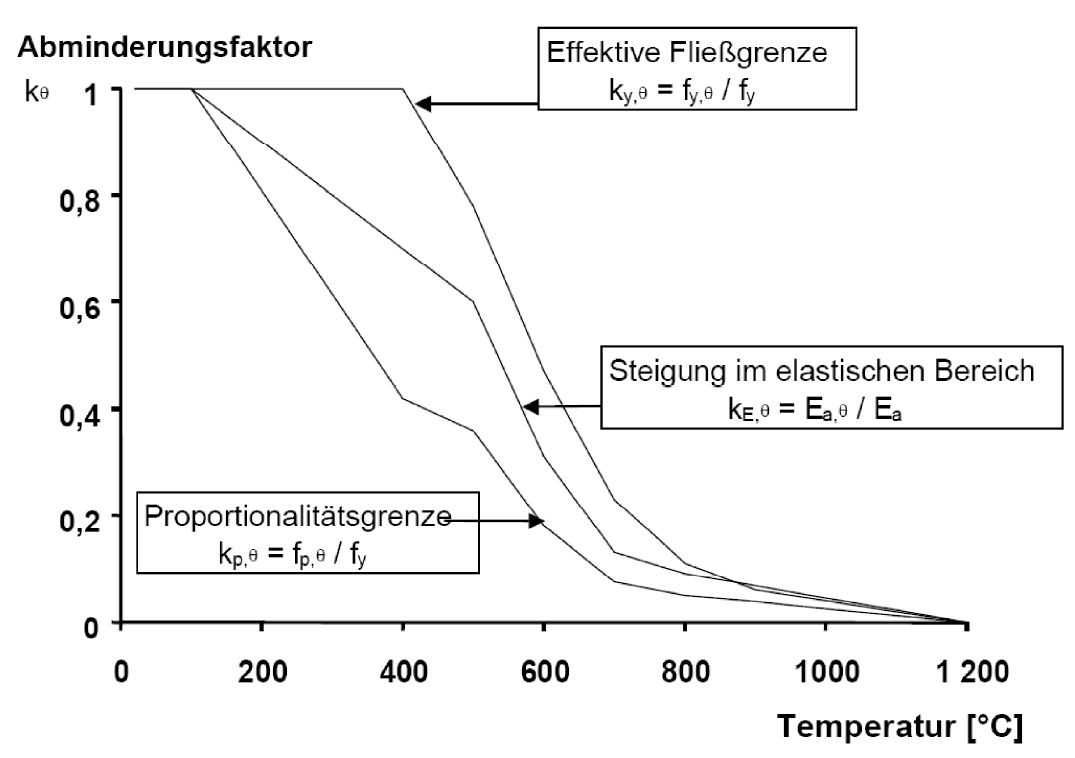 Abminderungsfaktor
kθ
Effektive Fließgrenze
ky,θ = fy,θ / fy
1
0,8
0,6
Steigung im elastischen Bereich
kE,θ = Ea,θ / Ea
0,4
Proportionalitätsgrenze
kp,θ = fp,θ / fy
0,2
0
0 200 400 600 800 1000 1 200
Temperatur [°C]